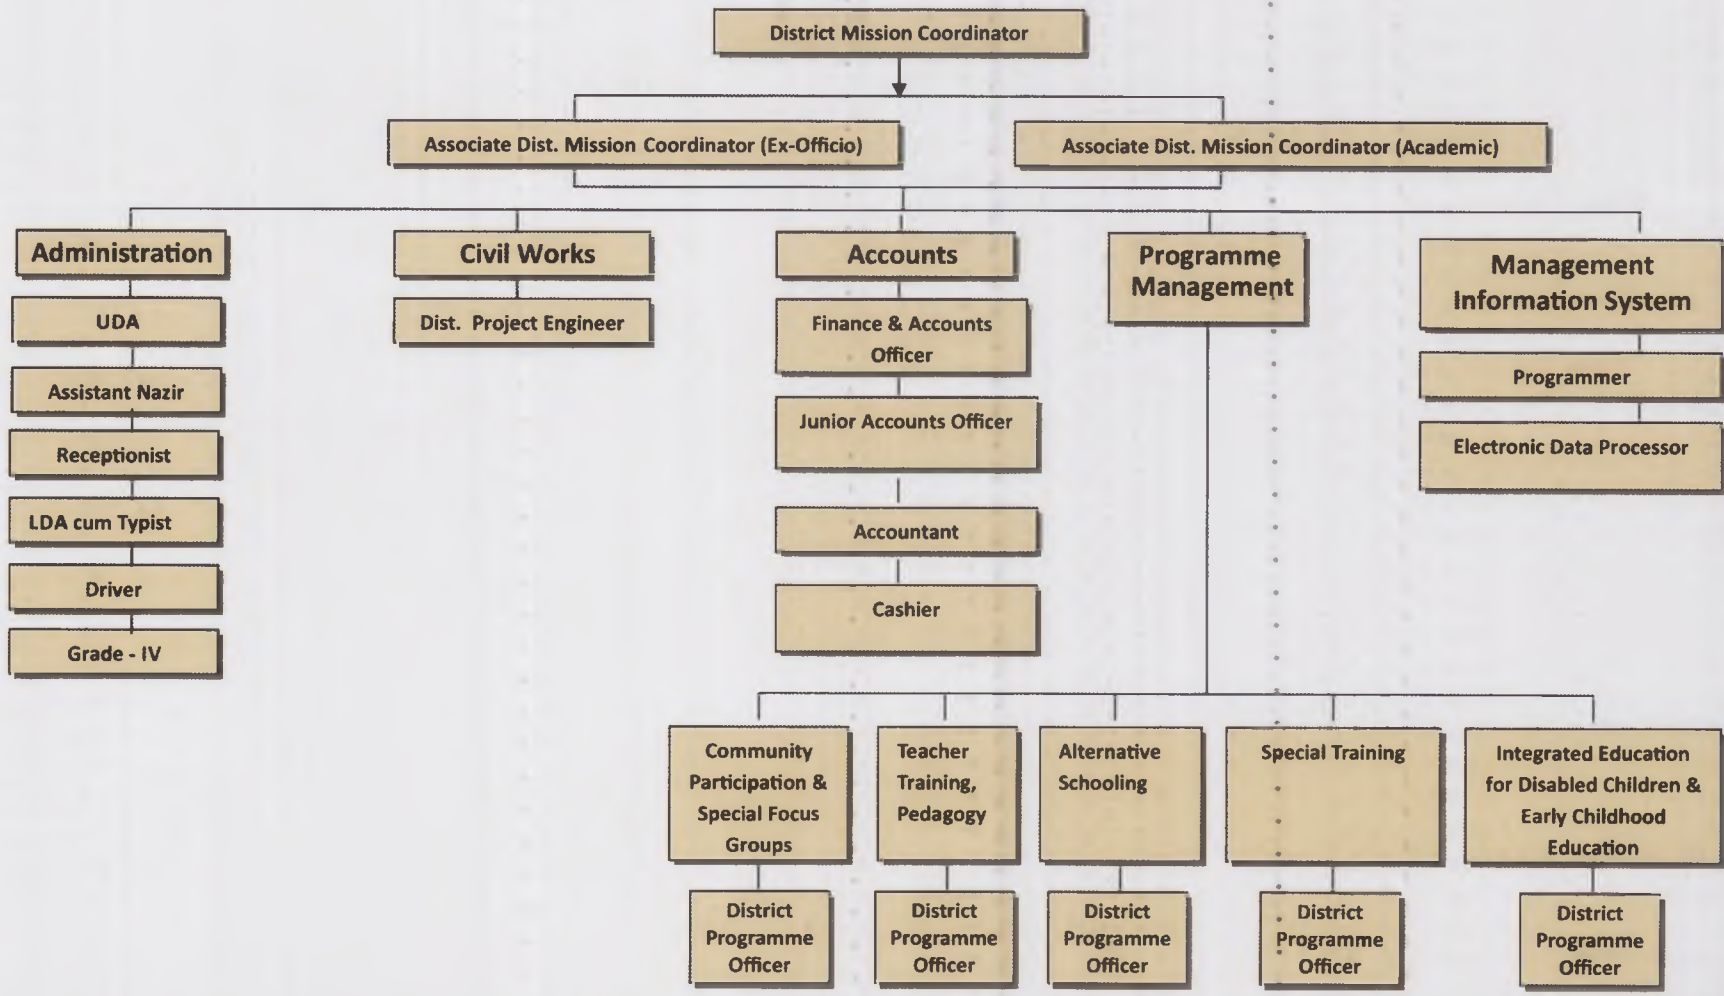 District Mission Coordinator
Associate Dist. Mission Coordinator (Ex-Officio)
Associate Dist. Mission Coordinator (Academic)
Administration
UDA
Assistant Nazir
Receptionist
LDA cum Typist
Driver
Grade - IV
Civil Works
Dist. Project Engineer
Accounts
Finance & Accounts
Officer
Junior Accounts Officer
Accountant
Cashier
Programme
Management
Community
Participation &
Special Focus
Groups
District
Programme
Officer
Teacher
Training,
Pedagogy
District
Programme
Officer
Alternative
Schooling
District
Programme
Officer
Special Training
District
Programme
Officer
Integrated Education
for Disabled Children &
Early Childhood
Education
District
Programme
Officer
Management
Information System
Programmer
Electronic Data Processor